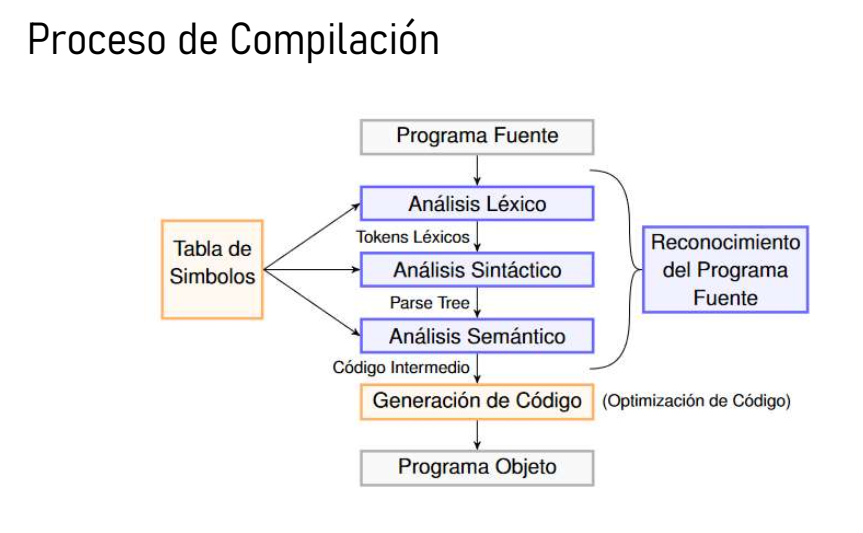 Proceso de Compilación
Programa Fuente
Análisis Léxico
Tokens Léxicos
Tabla de
Simbolos
Análisis Sintáctico
Parse Tree
Análisis Semántico
Reconocimiento
del Programa
Fuente
Código Intermedio
Generación de Código
(Optimización de Código)
Programa Objeto